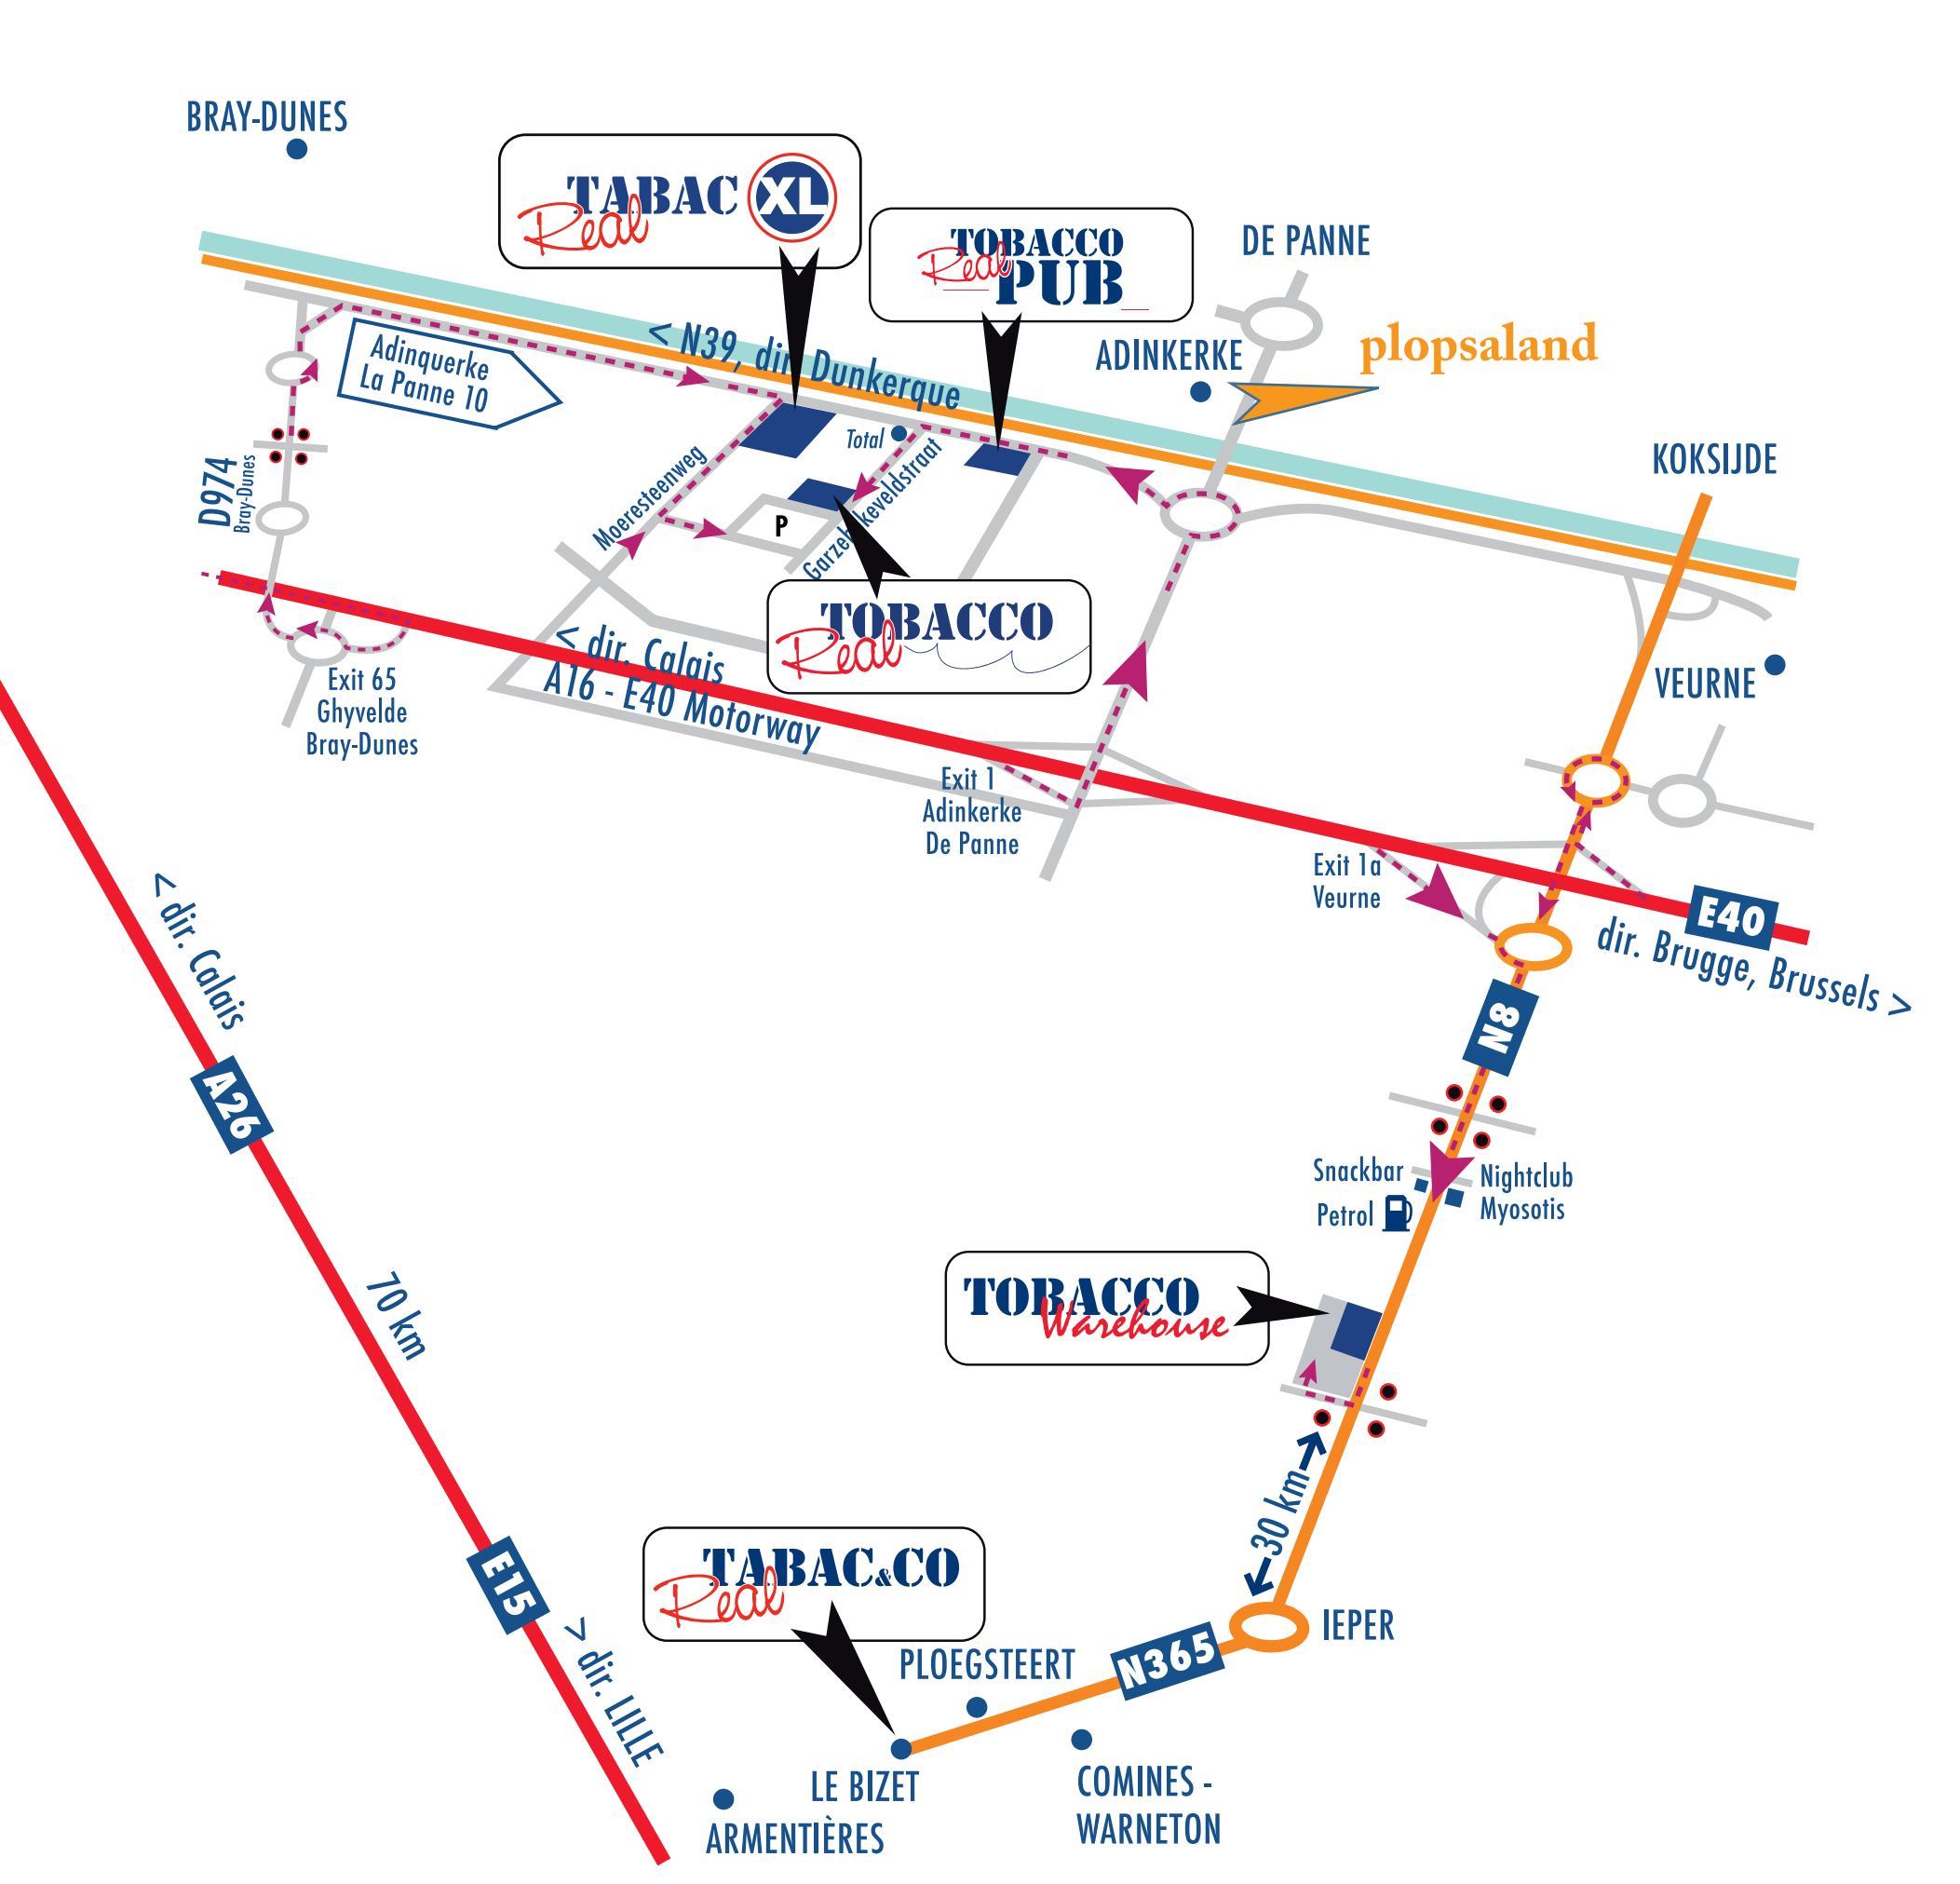 BRAY-DUNES
TABAC XL
Real
TOBACCO
Real
PUB
DE PANNE
plopsaland
ADINKERKE
< N39, dir. Dunkerque
Adinquerke
La Panne 10
Total
KOKSIJDE
D974
Bray-Dunes
Moeresteenweg
Garzebekeveldstraat
P
TOBACCO
Real
< dir. Calais
A16 - E40 Motorway
VEURNE
Exit 65
Ghyvelde
Bray-Dunes
Exit 1
Adinkerke
De Panne
Exit 1a
Veurne
E40
dir. Brugge, Brussels >
< dir. Calais
N8
A26
Snackbar
Petrol
Nightclub
Myosotis
70 km
TOBACCO
Warehouse
30 km
TABAC&CO
Real
E15
> dir. LILLE
IEPER
PLOEGSTEERT
N365
LE BIZET
COMINES -
WARNETON
ARMENTIÈRES